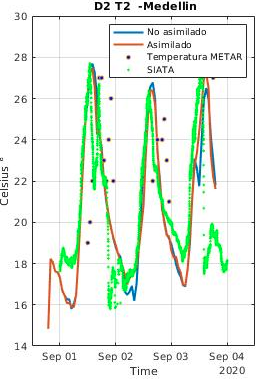 D2 T2 -Medellin
30
28
26
24
22
20
18
16
14
Celsius °
No asimilado
Asimilado
Temperatura METAR
SIATA
Sep 01
Sep 02
Sep 03
Sep 04
Time
2020